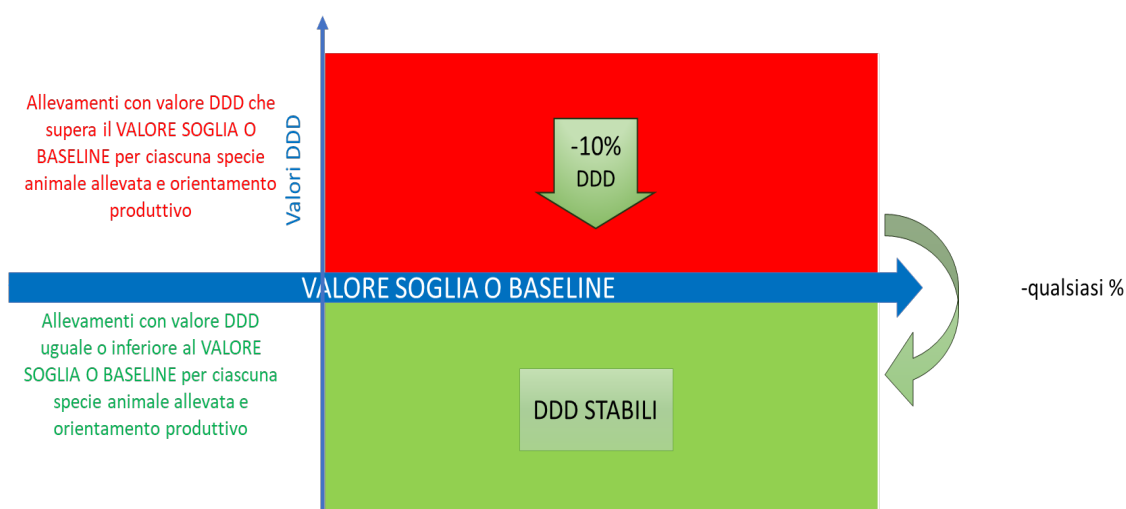 Allevamenti con valore DDD che
supera il VALORE SOGLIA O
BASELINE per ciascuna specie
animale allevata e orientamento
produttivo
Valori DDD
-10%
DDD
VALORE SOGLIA O BASELINE
-qualsiasi %
Allevamenti con valore DDD
uguale o inferiore al VALORE
SOGLIA O BASELINE per ciascuna
specie animale allevata e
orientamento produttivo
DDD STABILI